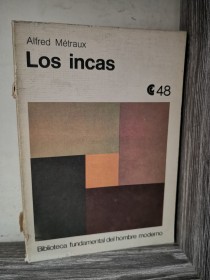 Alfred Métraux
Los incas
48
Biblioteca fundamental del hombre moderno